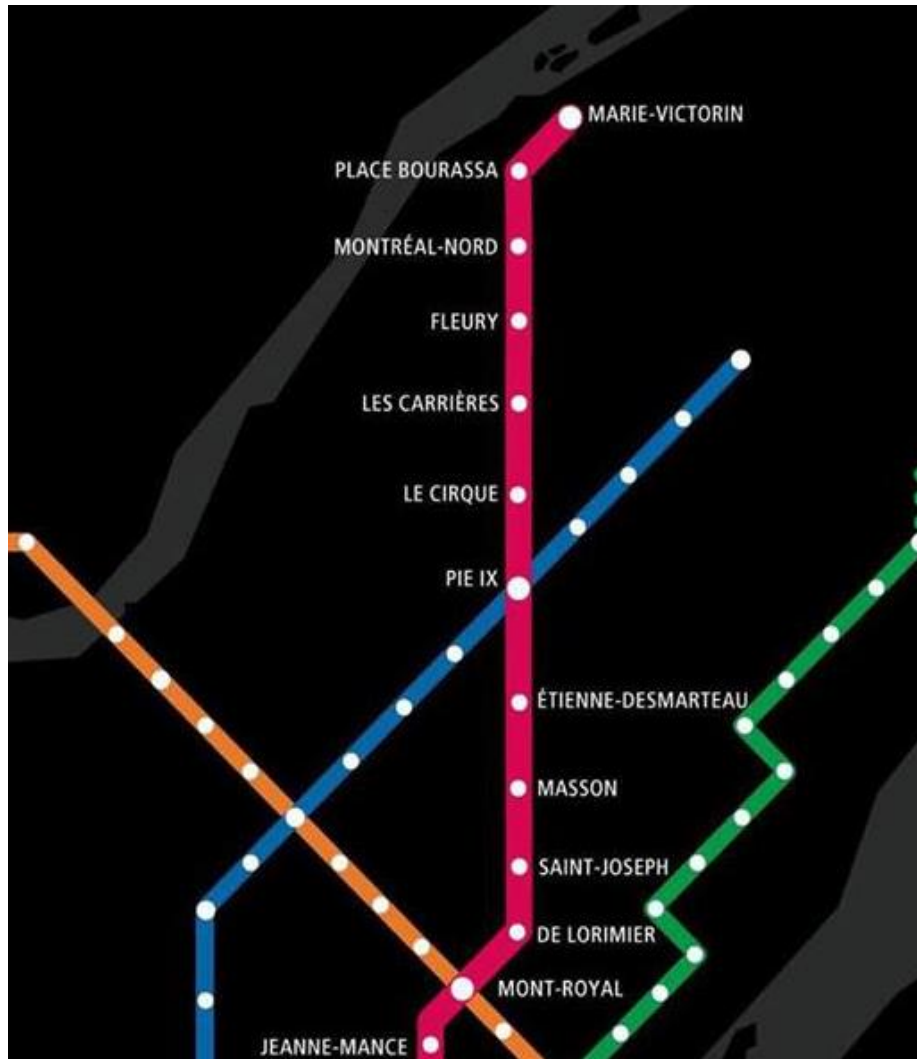 MARIE-VICTORIN
PLACE BOURASSA
MONTRÉAL-NORD
FLEURY
LES CARRIÈRES
LE CIRQUE
PIE IX
ÉTIENNE-DESMARTEAU
MASSON
SAINT-JOSEPH
DE LORIMIER
MONT-ROYAL
JEANNE-MANCE